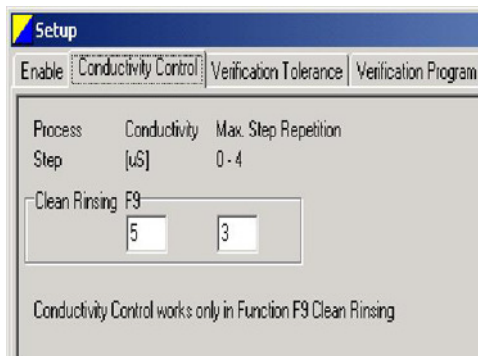 Setup
Enable Conductivity Control Verification Tolerance Verification Program
Process Conductivity Max. Step Repetition
Step [uS] 0 - 4
Clean Rinsing F9
5 3
Conductivity Control works only in Function F9 Clean Rinsing